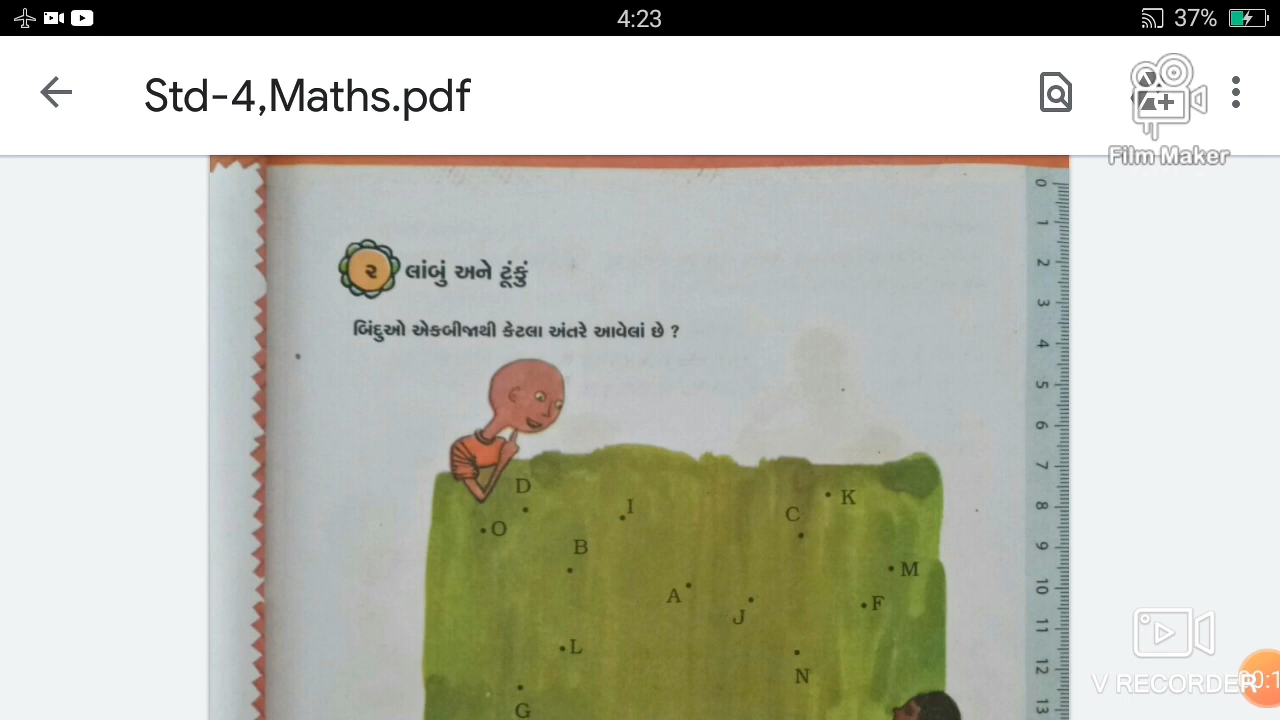 4:23
37%
Std-4,Maths.pdf
Film Maker
૨ લાંબું અને ટૂંકું
બિંદુઓ એકબીજાથી કેટલા અંતરે આવેલાં છે ?
0
1
2
3
4
5
6
7
8
9
10
11
12
13
D
I
K
C
O
B
M
A
J
F
L
N
G
V RECORDER